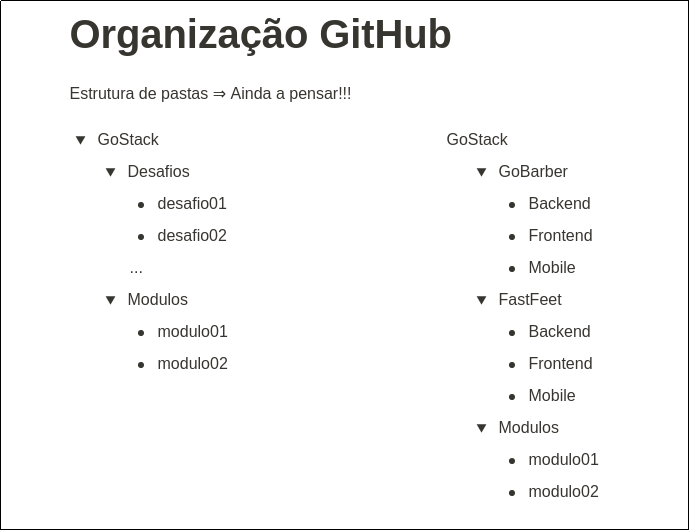 Organização GitHub
Estrutura de pastas ⇒ Ainda a pensar!!!
GoStack
Desafios
desafio01
desafio02
...
Modulos
modulo01
modulo02
GoStack
GoBarber
Backend
Frontend
Mobile
FastFeet
Backend
Frontend
Mobile
Modulos
modulo01
modulo02